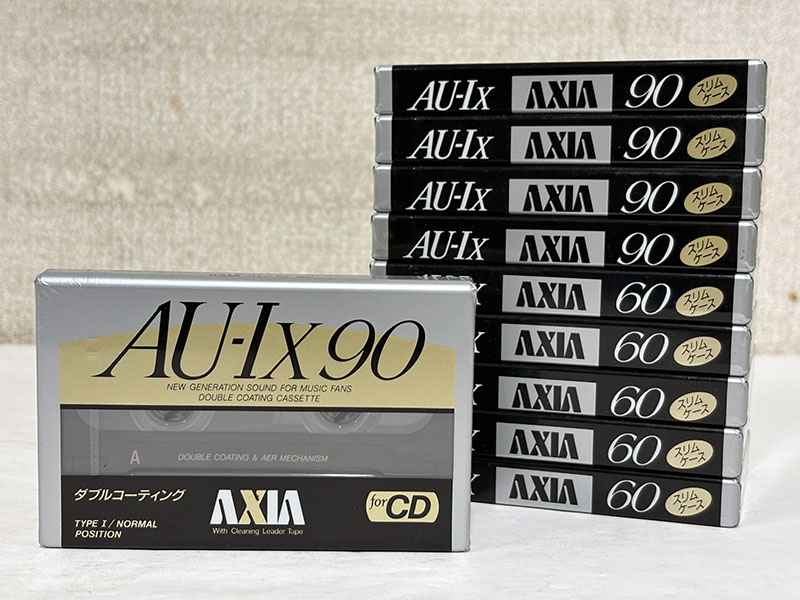 AU-Ix AXIA 90 スリムケース
AU-Ix AXIA 90 スリムケース
AU-Ix AXIA 90 スリムケース
AU-Ix AXIA 90 スリムケース
AXIA 60 スリムケース
AXIA 60 スリムケース
AXIA 60 スリムケース
AXIA 60 スリムケース
AXIA 60 スリムケース
AU-Ix 90
NEW GENERATION SOUND FOR MUSIC FANS
DOUBLE COATING CASSETTE
A DOUBLE COATING & AER MECHANISM
ダブルコーティング
TYPE I / NORMAL
POSITION
AXIA
With Cleaning Leader Tape
for CD